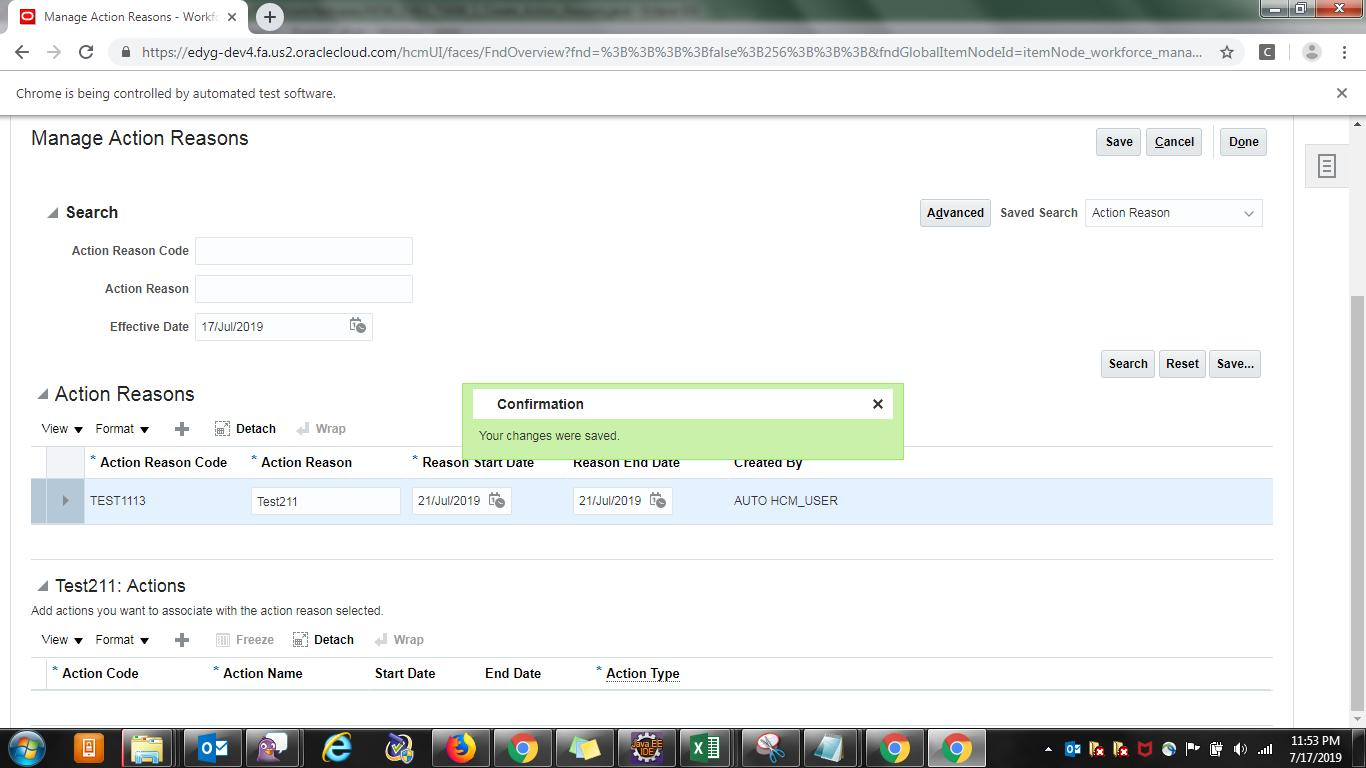 Manage Action Reasons - Workf
https://edyg-dev4.fa.us2.oraclecloud.com/hcmUI/faces/FndOverview?fnd=%3B%3B%3B%3Bfalse%3B256%3B%3B%3B&fndGlobalItemNodeId=itemNode_workforce_mana...
C
Chrome is being controlled by automated test software.
Manage Action Reasons
Save Cancel Done
Search
Advanced Saved Search Action Reason
Action Reason Code
Action Reason
Effective Date 17/Jul/2019
Search Reset Save...
Action Reasons
Confirmation
Your changes were saved.
View Format Detach Wrap
* Action Reason Code * Action Reason * Reason Start Date Reason End Date Created By
TEST1113 Test211 21/Jul/2019 21/Jul/2019 AUTO HCM_USER
Test211: Actions
Add actions you want to associate with the action reason selected.
View Format Freeze Detach Wrap
* Action Code * Action Name Start Date End Date * Action Type
Java EE
IDE
11:53 PM
7/17/2019